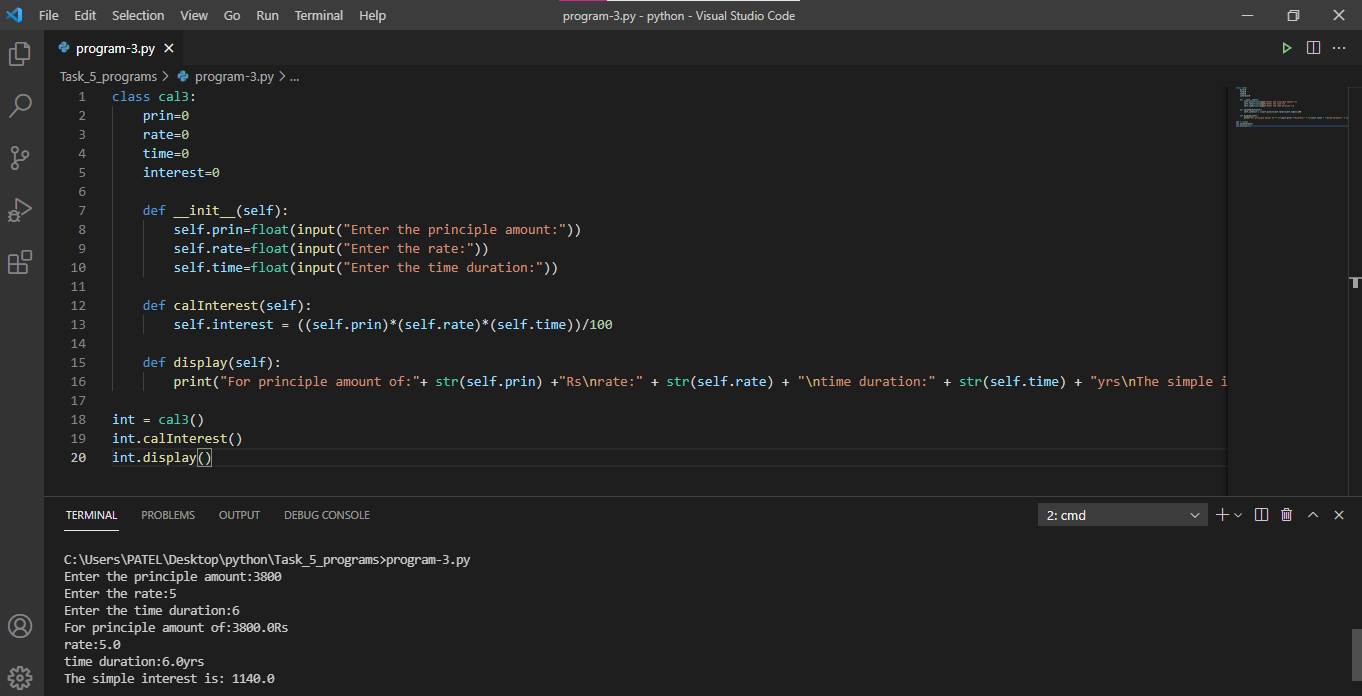 File Edit Selection View Go Run Terminal Help program-3.py - python - Visual Studio Code
program-3.py
Task_5_programs > program-3.py > ...
1 class cal3:
2     prin=0
3     rate=0
4     time=0
5     interest=0
6
7     def __init__(self):
8         self.prin=float(input("Enter the principle amount:"))
9         self.rate=float(input("Enter the rate:"))
10         self.time=float(input("Enter the time duration:"))
11
12     def calInterest(self):
13         self.interest = ((self.prin)*(self.rate)*(self.time))/100
14
15     def display(self):
16         print("For principle amount of:"+ str(self.prin) +"Rs\nrate:" + str(self.rate) + "\ntime duration:" + str(self.time) + "yrs\nThe simple i
17
18 int = cal3()
19 int.calInterest()
20 int.display()
TERMINAL PROBLEMS OUTPUT DEBUG CONSOLE 2: cmd
C:\Users\PATEL\Desktop\python\Task_5_programs>program-3.py
Enter the principle amount:3800
Enter the rate:5
Enter the time duration:6
For principle amount of:3800.0Rs
rate:5.0
time duration:6.0yrs
The simple interest is: 1140.0